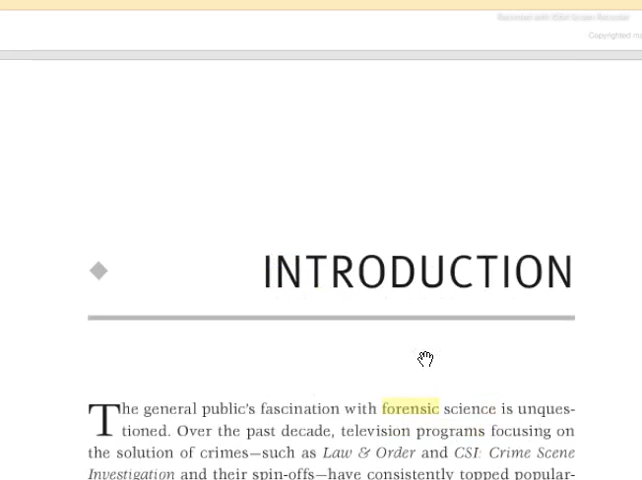 Copyrighted ma
INTRODUCTION
The general public's fascination with forensic science is unques-
tioned. Over the past decade, television programs focusing on
the solution of crimes—such as Law & Order and CSI: Crime Scene
Investigation and their spin-offs—have consistently topped popular-